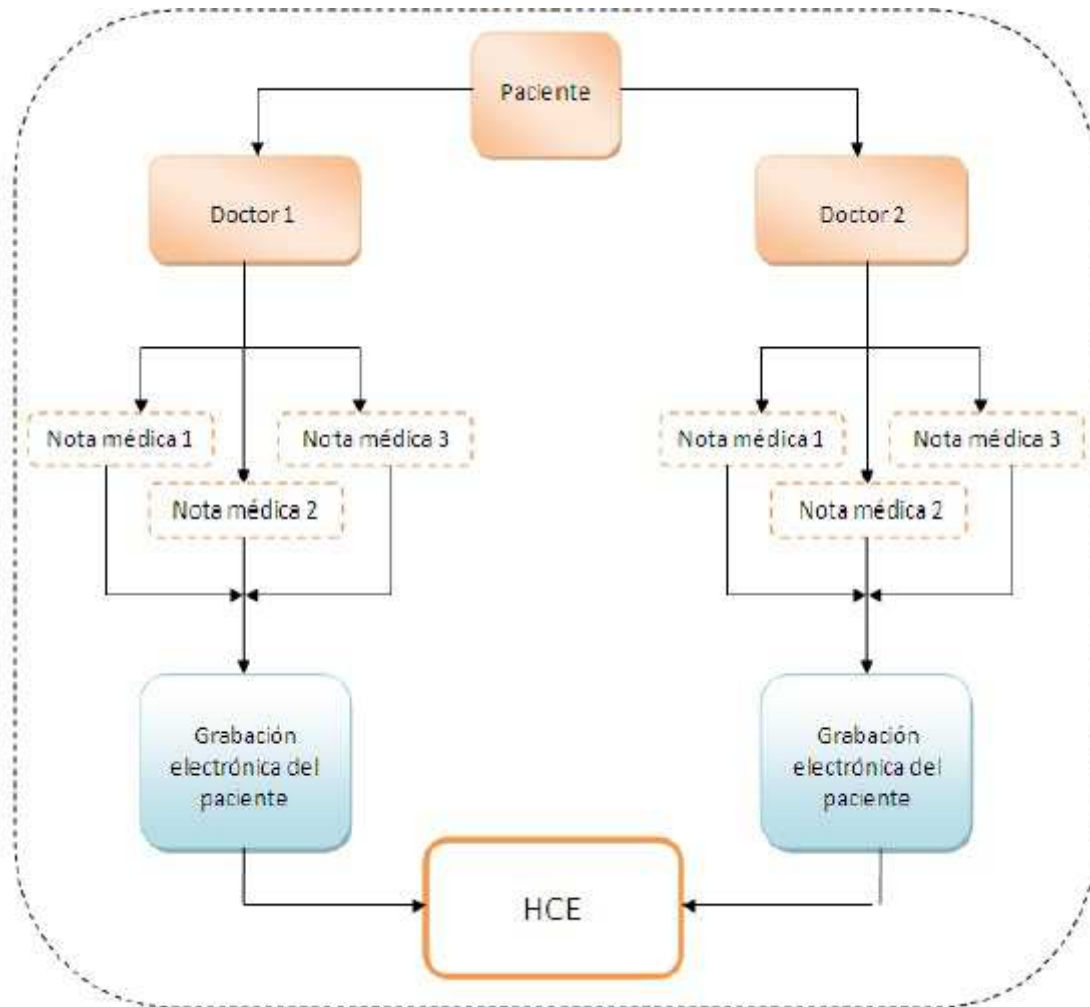 Paciente
Doctor 1
Doctor 2
Nota médica 1
Nota médica 3
Nota médica 2
Nota médica 1
Nota médica 3
Nota médica 2
Grabación
electrónica del
paciente
Grabación
electrónica del
paciente
HCE